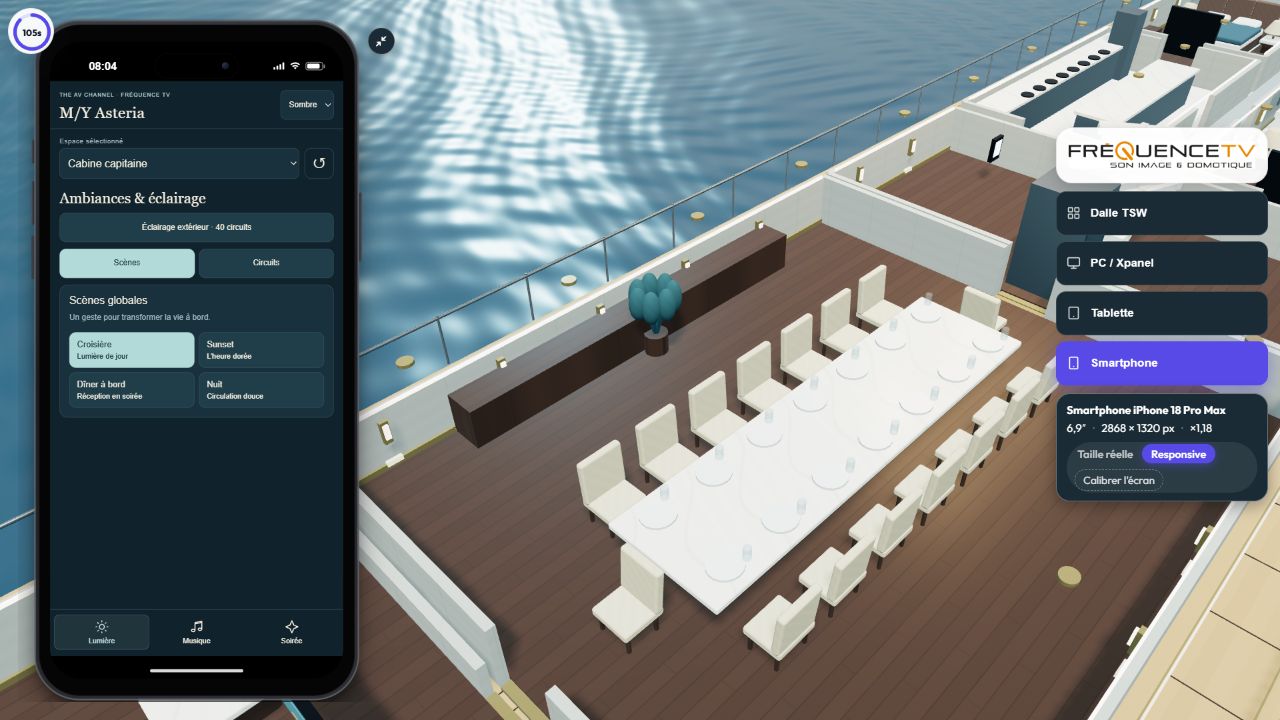 105s
08:04
THE AV CHANNEL · FRÉQUENCE TV
M/Y Asteria
Sombre
Espace sélectionné
Cabine capitaine
Ambiances & éclairage
Éclairage extérieur · 40 circuits
Scènes
Circuits
Scènes globales
Un geste pour transformer la vie à bord.
Croisière
Lumière de jour
Sunset
L'heure dorée
Dîner à bord
Réception en soirée
Nuit
Circulation douce
Lumière
Musique
Soirée
FRÉQUENCETV
SON IMAGE & DOMOTIQUE
Dalle TSW
PC / Xpanel
Tablette
Smartphone
Smartphone iPhone 18 Pro Max
6,9" · 2868 × 1320 px · ×1,18
Taille réelle
Responsive
Calibrer l'écran